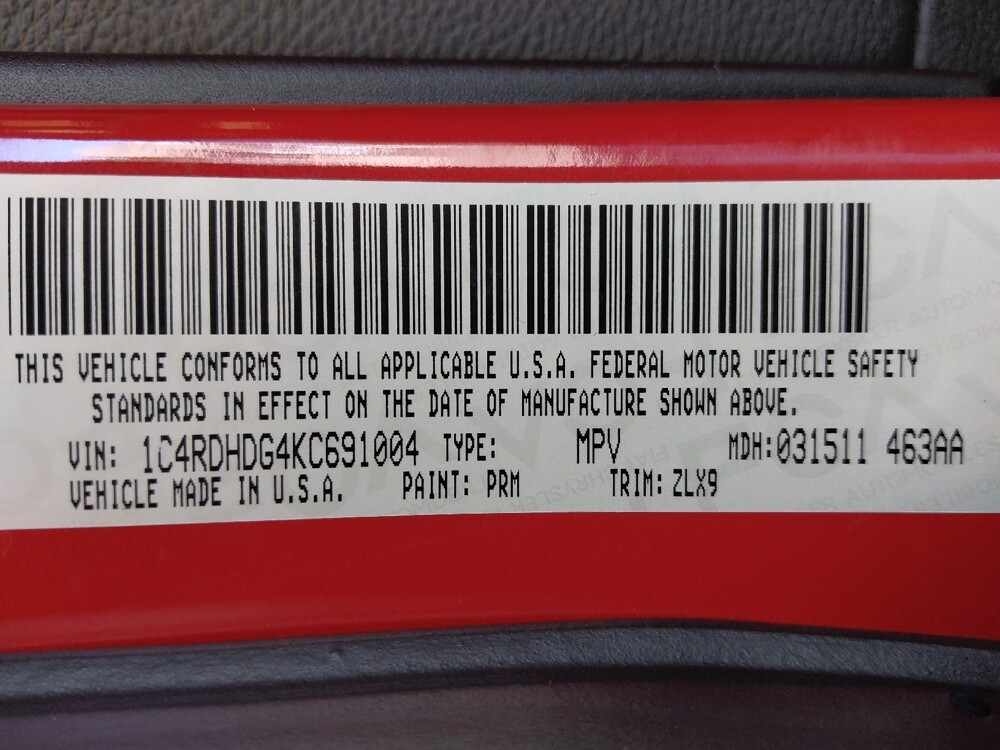 THIS VEHICLE CONFORMS TO ALL APPLICABLE U.S.A. FEDERAL MOTOR VEHICLE SAFETY
STANDARDS IN EFFECT ON THE DATE OF MANUFACTURE SHOWN ABOVE.
VIN: 1C4RDHDG4KC691004 TYPE: MPV MDH:031511 463AA
VEHICLE MADE IN U.S.A. PAINT: PRM TRIM: ZLX9